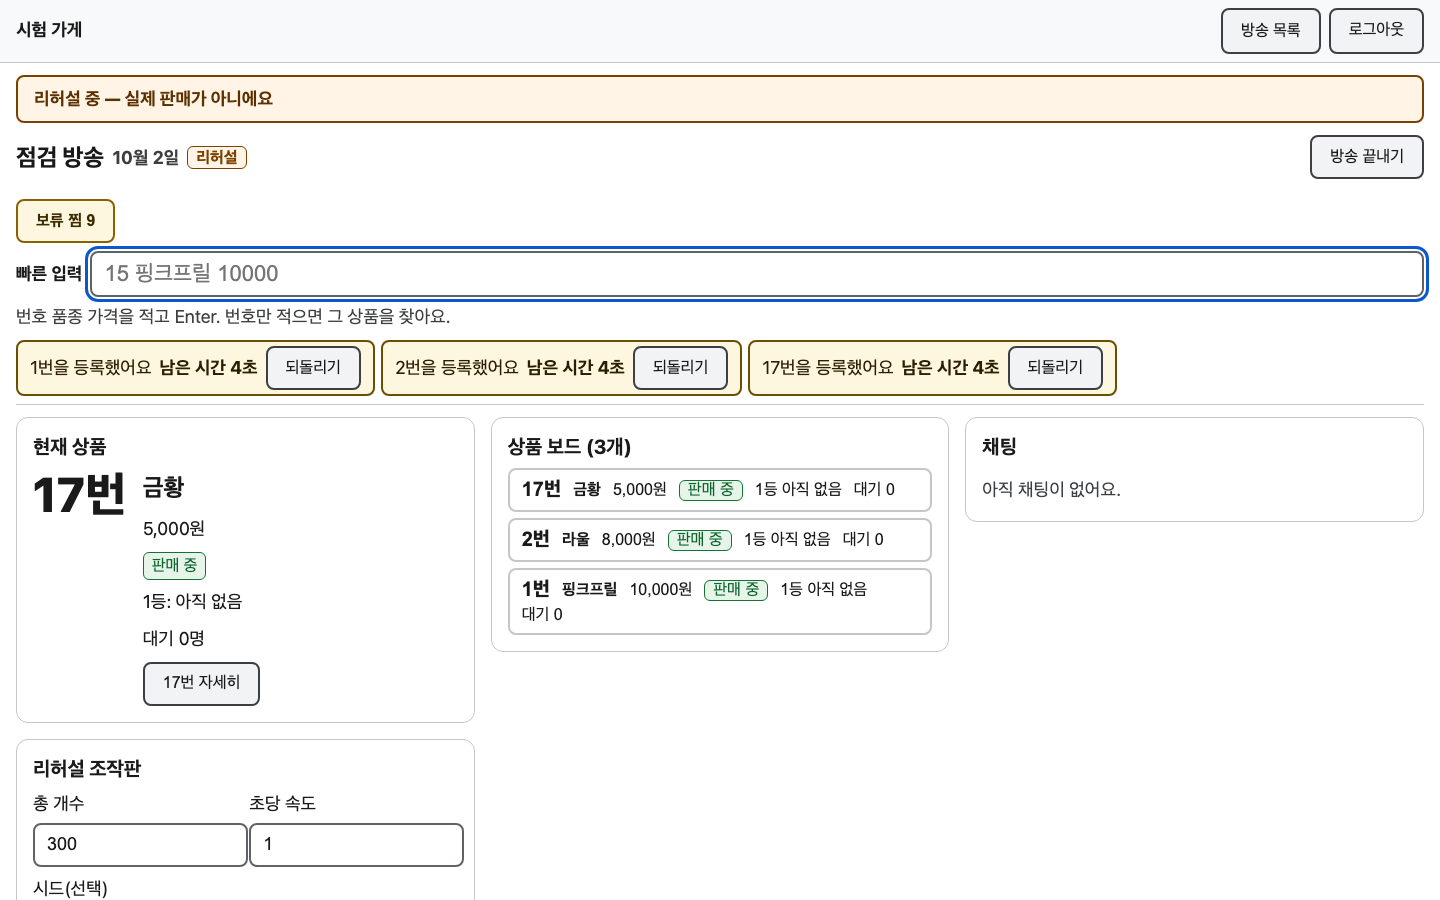 시험 가게
방송 목록
로그아웃
리허설 중 — 실제 판매가 아니에요
점검 방송 10월 2일 리허설
방송 끝내기
보류 찜 9
빠른 입력 15 핑크프릴 10000
번호 품종 가격을 적고 Enter. 번호만 적으면 그 상품을 찾아요.
1번을 등록했어요 남은 시간 4초 되돌리기
2번을 등록했어요 남은 시간 4초 되돌리기
17번을 등록했어요 남은 시간 4초 되돌리기
현재 상품
17번 금황
5,000원
판매 중
1등: 아직 없음
대기 0명
17번 자세히
상품 보드 (3개)
17번 금황 5,000원 판매 중 1등 아직 없음 대기 0
2번 라울 8,000원 판매 중 1등 아직 없음 대기 0
1번 핑크프릴 10,000원 판매 중 1등 아직 없음
대기 0
채팅
아직 채팅이 없어요.
리허설 조작판
총 개수 초당 속도
300 1
시드(선택)